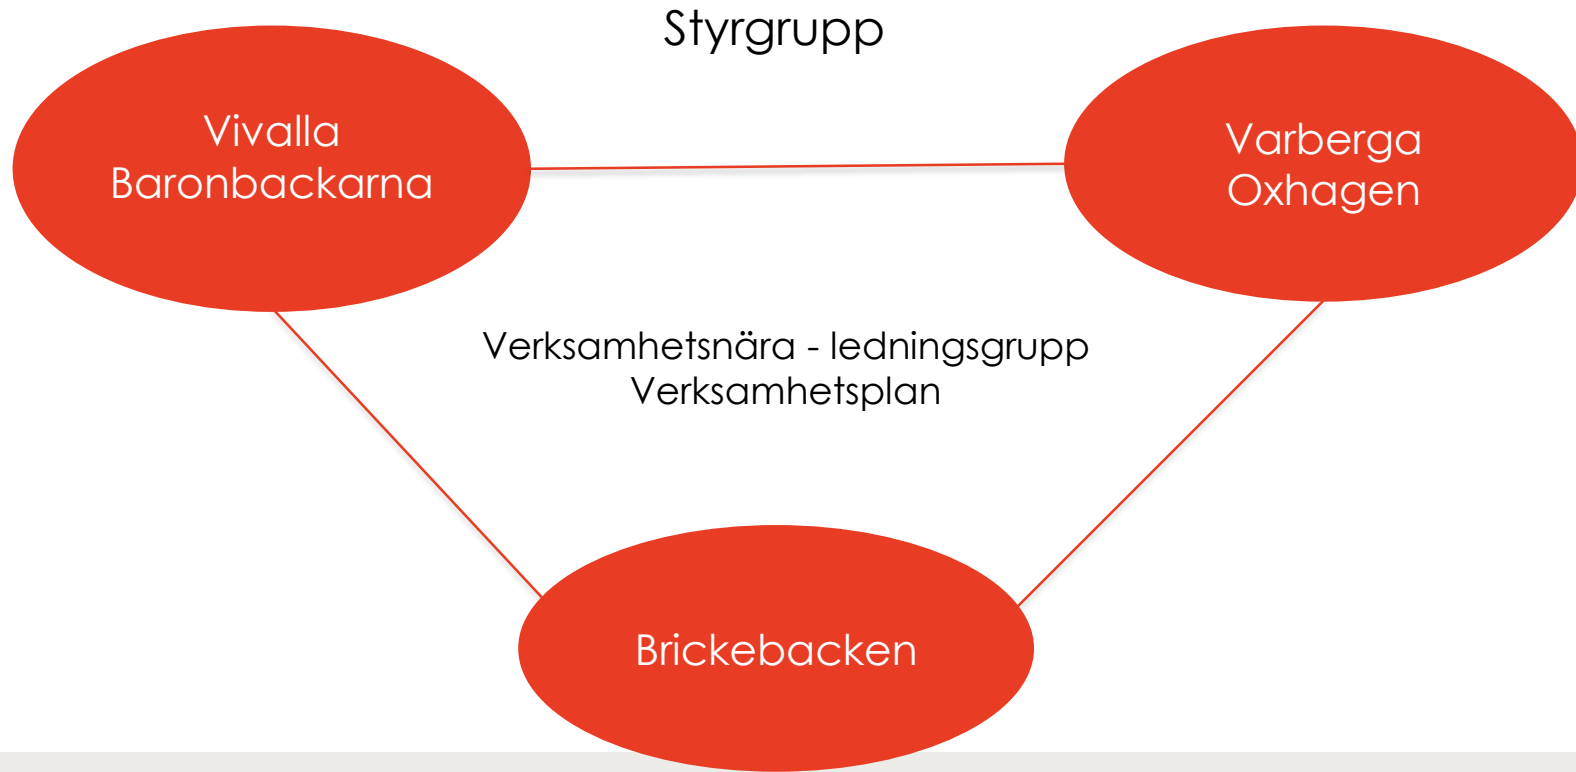 Styrgrupp
Vivalla
Baronbackarna
Varberga
Oxhagen
Verksamhetsnära - ledningsgrupp
Verksamhetsplan
Brickebacken